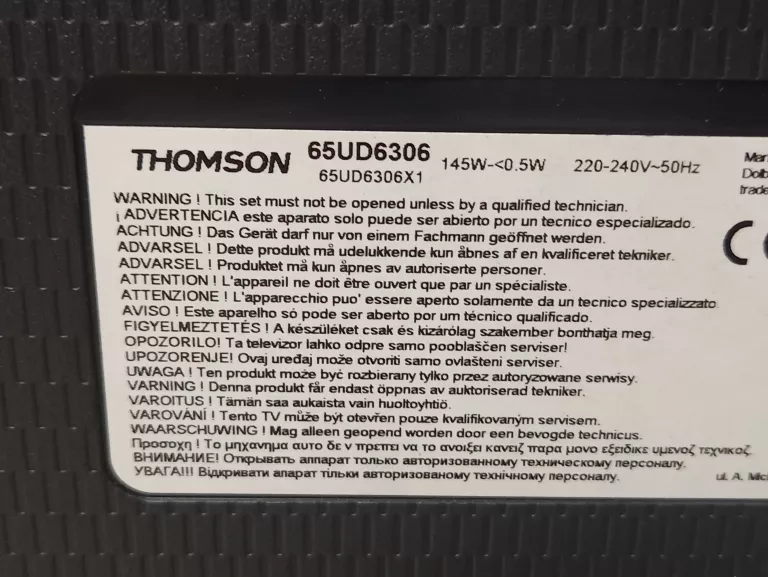 THOMSON 65UD6306 145W-<0.5W 220-240V~50Hz
65UD6306X1
WARNING ! This set must not be opened unless by a qualified technician.
¡ ADVERTENCIA este aparato solo puede ser abierto por un tecnico especializado.
ACHTUNG ! Das Gerät darf nur von einem Fachmann geöffnet werden.
ADVARSEL ! Dette produkt må udelukkende kun åbnes af en kvalificeret tekniker.
ADVARSEL ! Produktet må kun åpnes av autoriserte personer.
ATTENTION ! L'appareil ne doit être ouvert que par un spécialiste.
ATTENZIONE ! L'apparecchio puo' essere aperto solamente da un tecnico specializzato
AVISO ! Este aparelho só pode ser aberto por um técnico qualificado.
FIGYELMEZTETÉS ! A készüléket csak és kizárólag szakember bonthatja meg.
OPOZORILO! Ta televizor lahko odpre samo pooblaščen serviser!
UPOZORENJE! Ovaj uređaj može otvoriti samo ovlašteni serviser.
UWAGA ! Ten produkt może być rozbierany tylko przez autoryzowane serwisy.
VARNING ! Denna produkt får endast öppnas av auktoriserad tekniker.
VAROITUS ! Tämän saa aukaista vain huoltoyhtiö.
VAROVÁNÍ ! Tento TV může být otevřen pouze kvalifikovaným servisem.
WAARSCHUWING ! Mag alleen geopend worden door een bevogde technicus.
Προσοχη ! Το μηχανημα αυτο δε ν πρεπει να το ανοιξει κανειζ παρα μονο εξειδικε υμενοζ τεχνικοζ
ВНИМАНИЕ! Открывать аппарат только авторизованному техническому персоналу.
УВАГА!!! Відкривати апарат тільки авторизованому технічному персоналу.
Mar
Dolb
trade
CE
ul. A. Mic